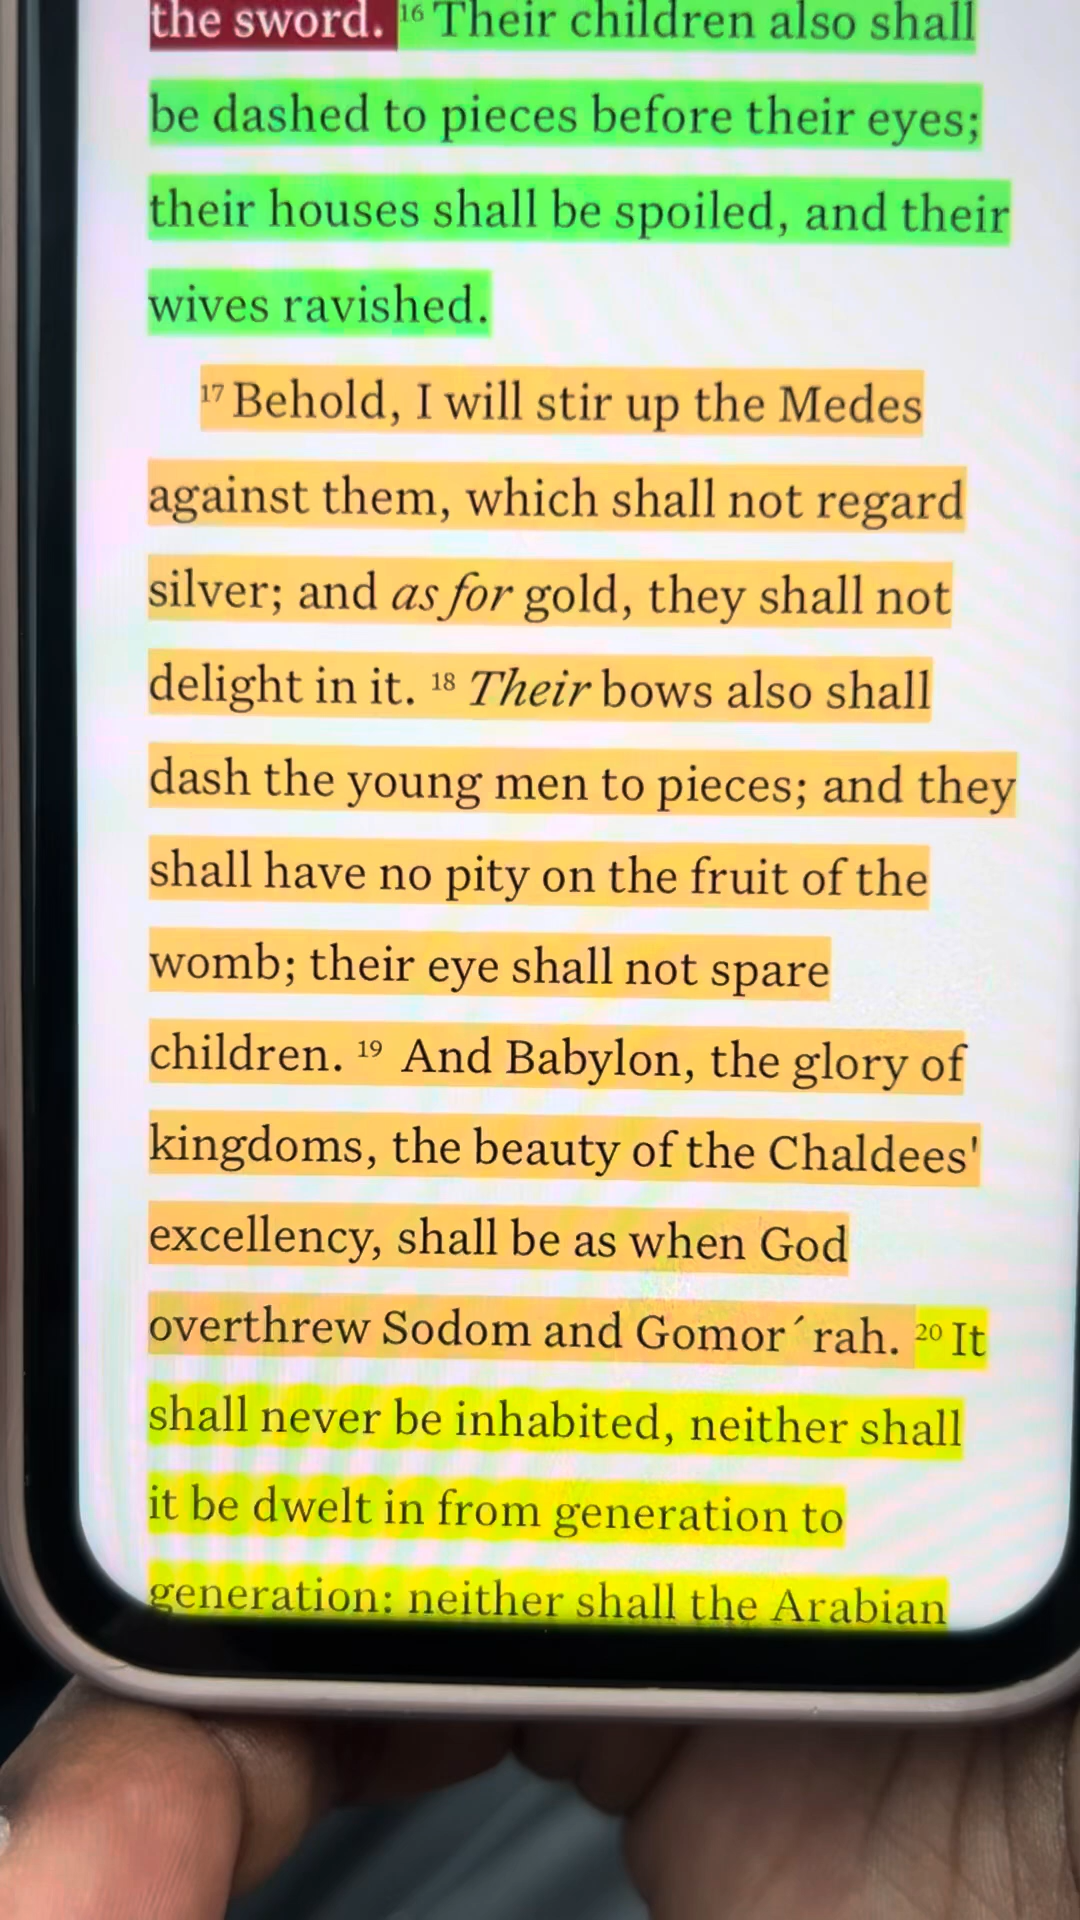 the sword. 16 Their children also shall
be dashed to pieces before their eyes;
their houses shall be spoiled, and their
wives ravished.
17 Behold, I will stir up the Medes
against them, which shall not regard
silver; and as for gold, they shall not
delight in it. 18 Their bows also shall
dash the young men to pieces; and they
shall have no pity on the fruit of the
womb; their eye shall not spare
children. 19 And Babylon, the glory of
kingdoms, the beauty of the Chaldees'
excellency, shall be as when God
overthrew Sodom and Gomor´rah. 20 It
shall never be inhabited, neither shall
it be dwelt in from generation to
generation: neither shall the Arabian